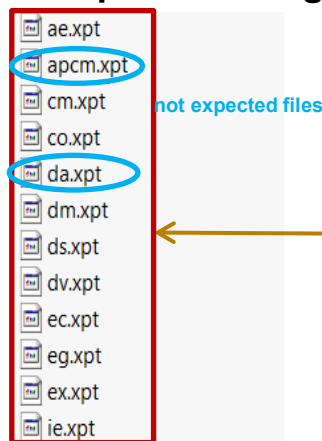 ae.xpt
apcm.xpt
cm.xpt
not expected files
co.xpt
da.xpt
dm.xpt
ds.xpt
dv.xpt
ec.xpt
eg.xpt
ex.xpt
ie.xpt